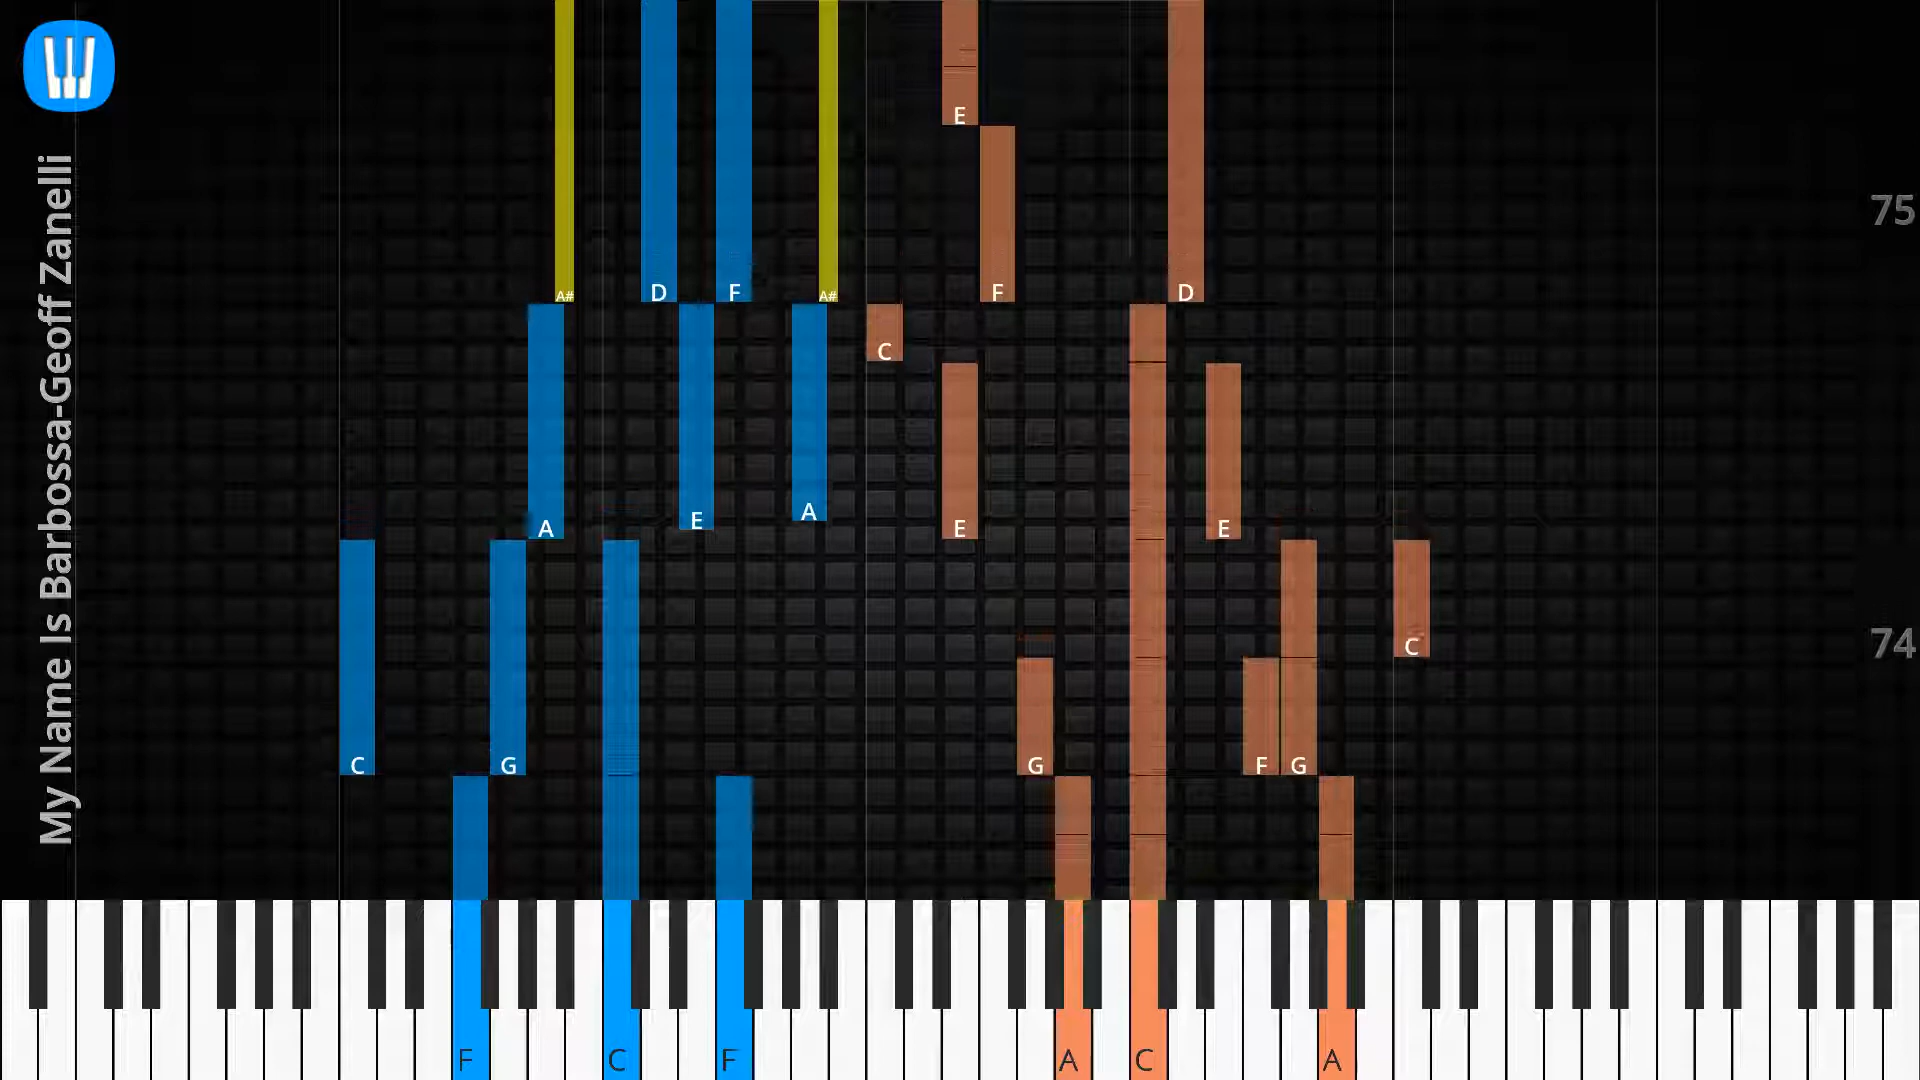 My Name Is Barbossa-Geoff Zanelli
E
75
A# D F A# F D
C
A E A E E
C
74
C G G F G
F C F A C A